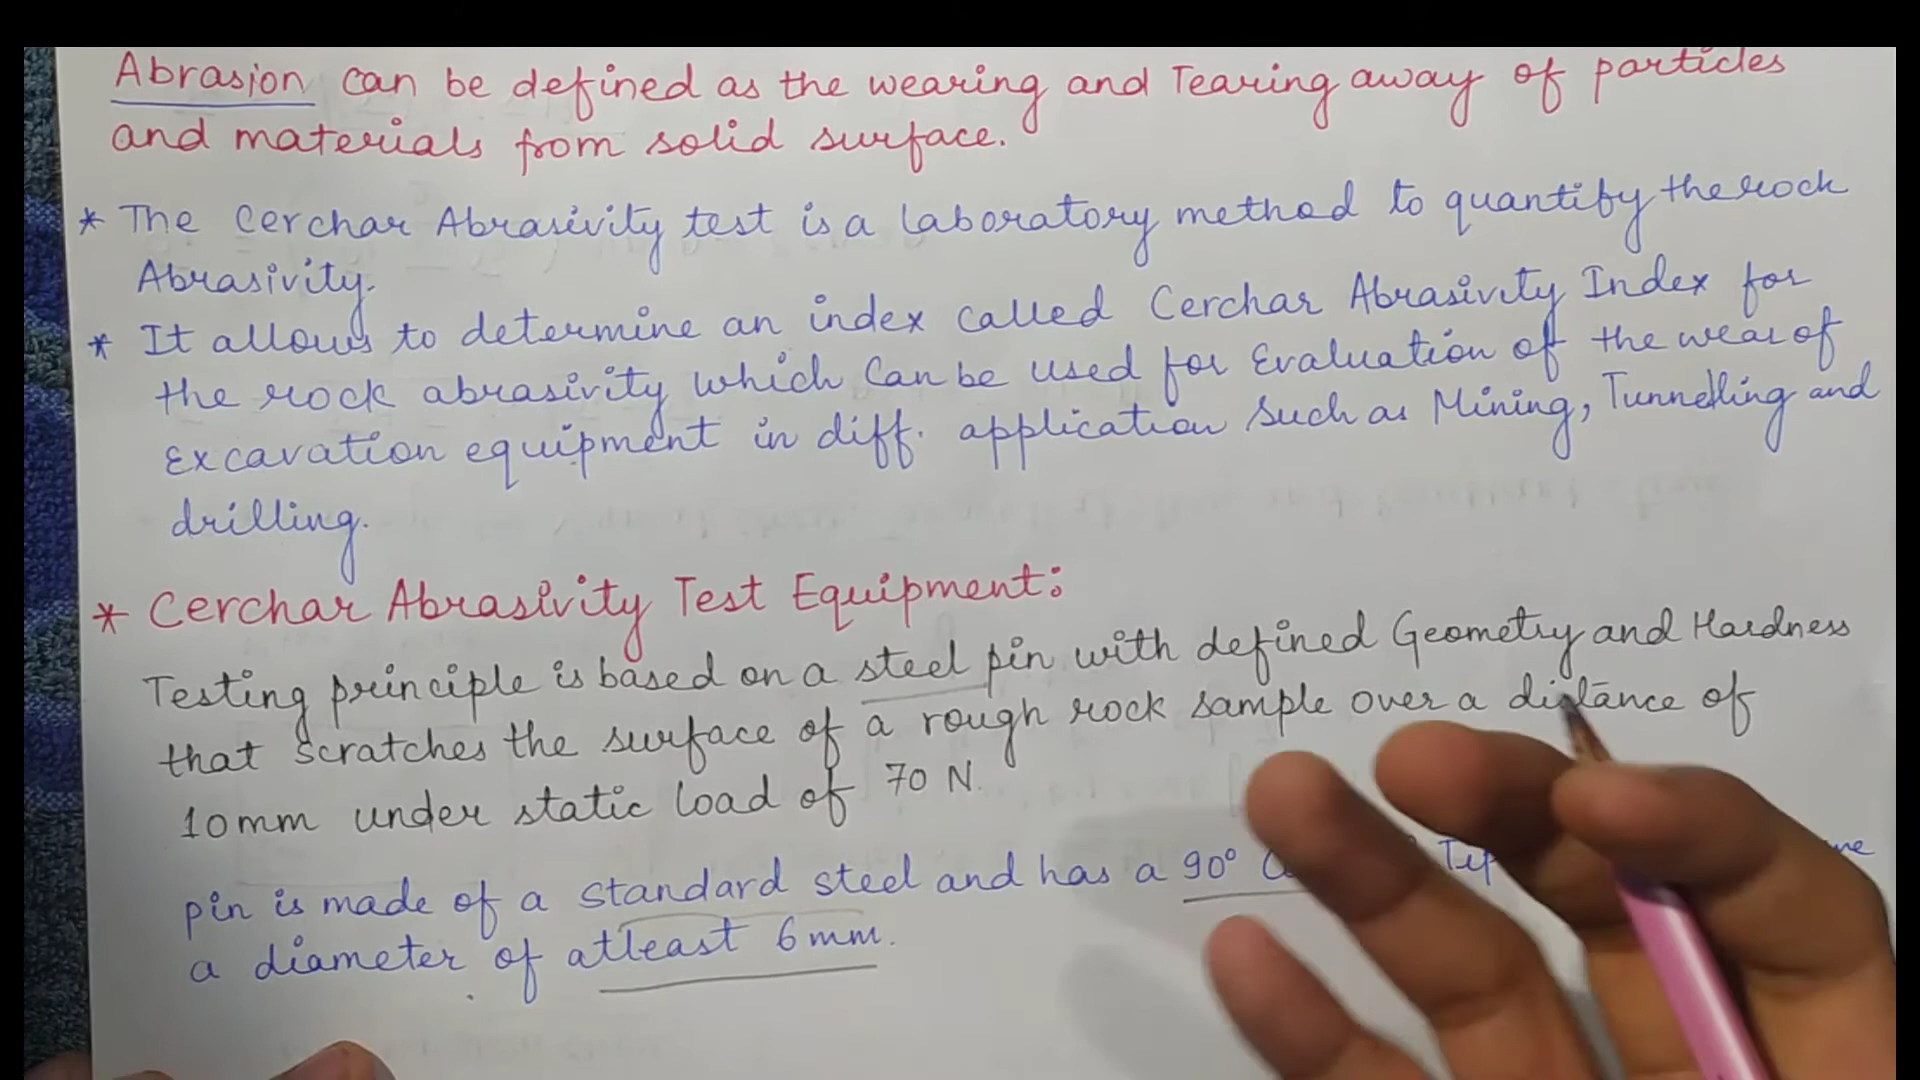 Abrasion can be defined as the wearing and Tearing away of particles
and materials from solid surface.
* The Cerchar Abrasivity test is a laboratory method to quantify the rock
Abrasivity.
* It allows to determine an index called Cerchar Abrasivity Index for
the rock abrasivity which Can be used for Evaluation of the wear of
Excavation equipment in diff. application such as Mining, Tunnelling and
drilling.
* Cerchar Abrasivity Test Equipment:
Testing principle is based on a steel pin with defined Geometry and Hardness
that scratches the surface of a rough rock sample over a distance of
10mm under static load of 70 N.
pin is made of a standard steel and has a 90° Tip
a diameter of atleast 6mm.